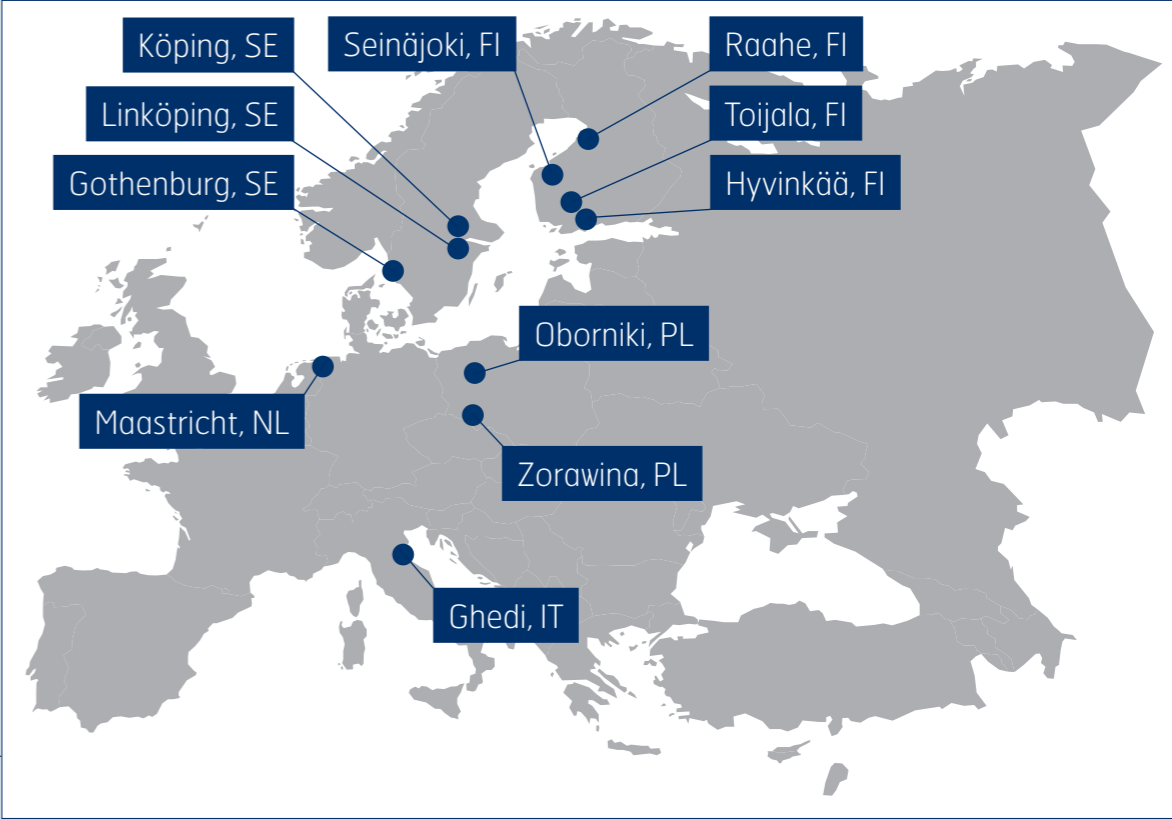 Köping, SE
Seinäjoki, FI
Raahe, FI
Linköping, SE
Toijala, FI
Gothenburg, SE
Hyvinkää, FI
Oborniki, PL
Maastricht, NL
Zorawina, PL
Ghedi, IT